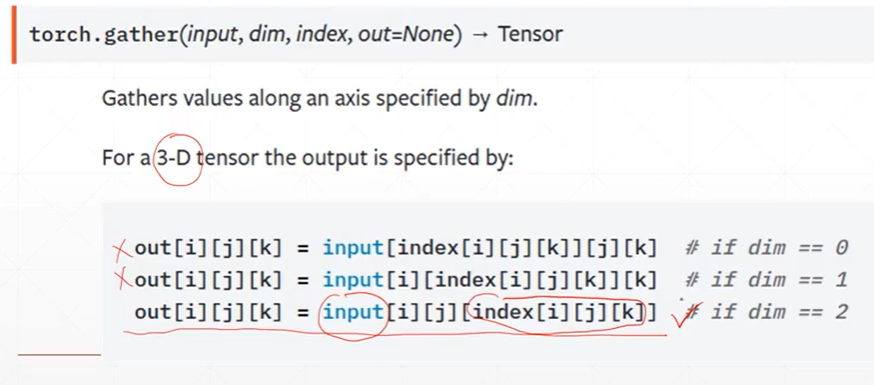 torch.gather(input, dim, index, out=None) → Tensor
Gathers values along an axis specified by dim.
For a 3-D tensor the output is specified by:
out[i][j][k] = input[index[i][j][k]][j][k] # if dim == 0
out[i][j][k] = input[i][index[i][j][k]][k] # if dim == 1
out[i][j][k] = input[i][j][index[i][j][k]] # if dim == 2